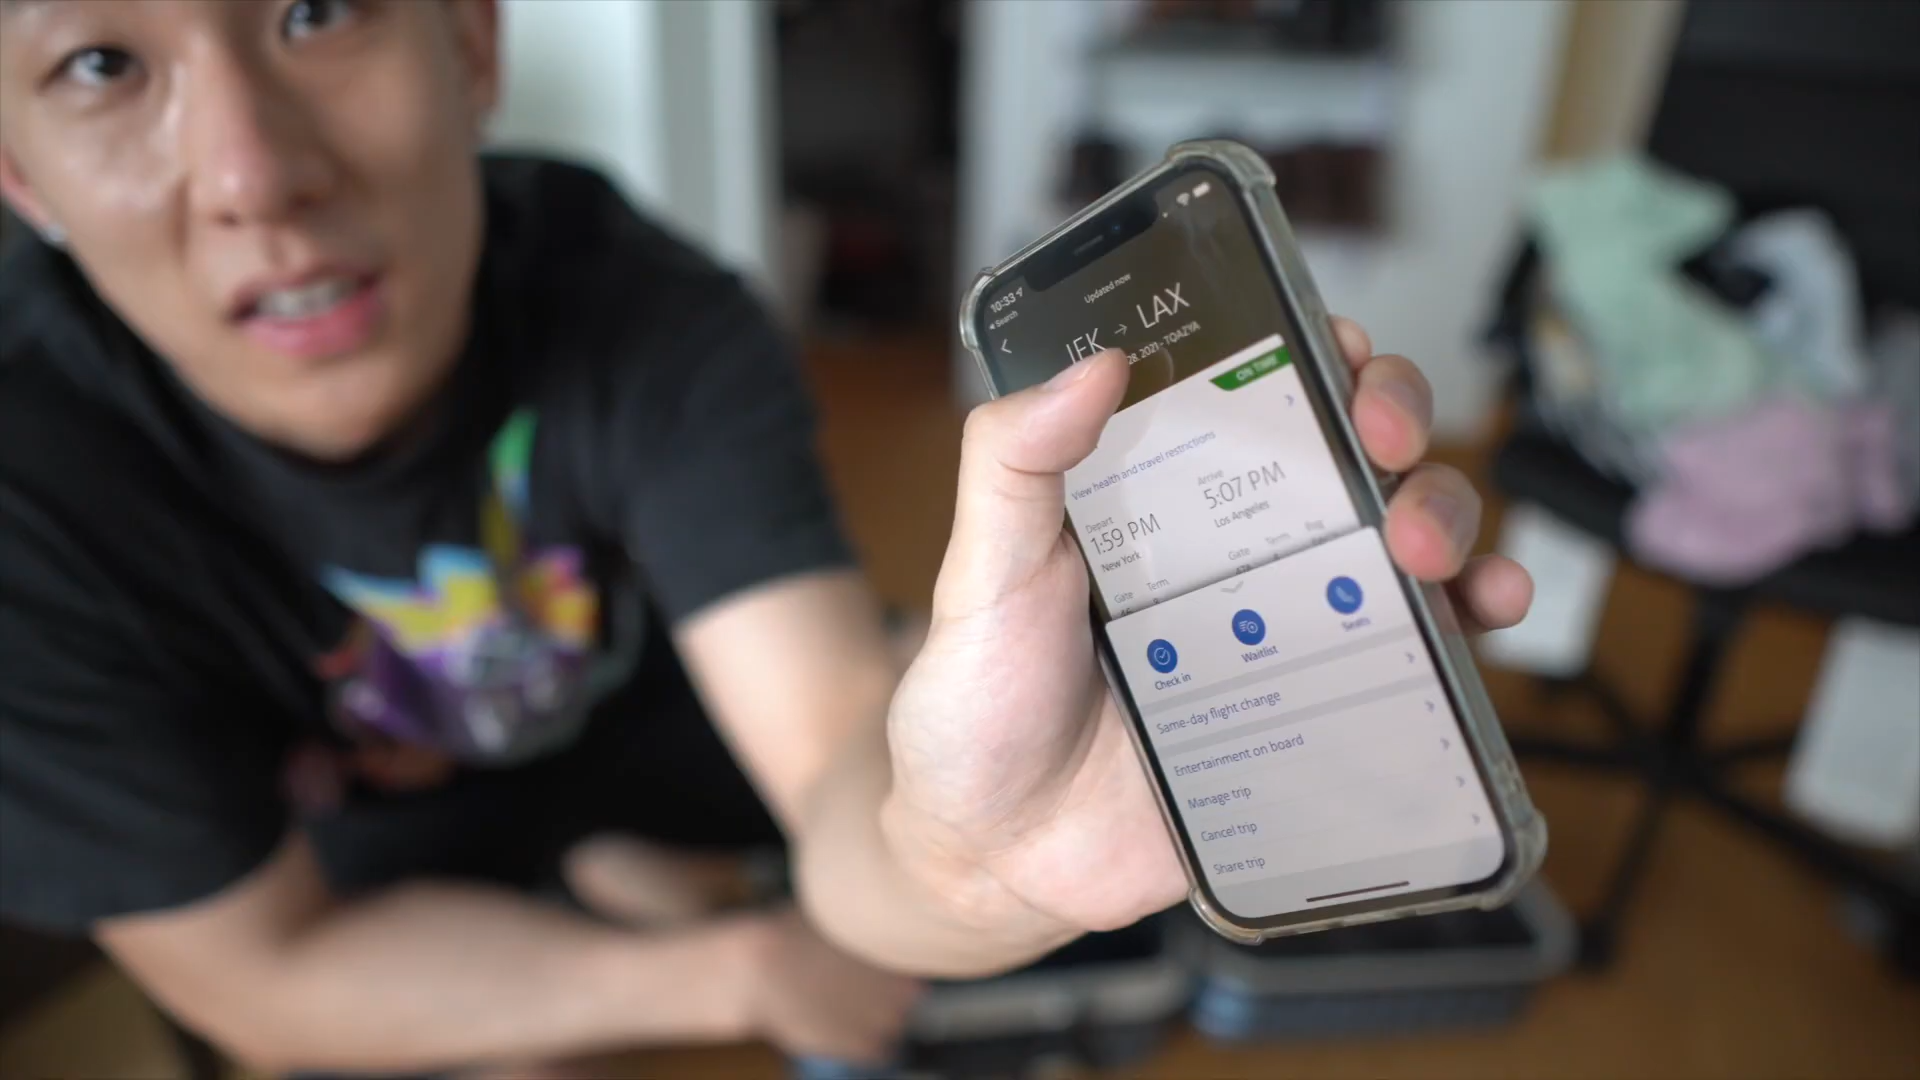 10:33
Search
Updated now
JFK → LAX
28, 2021 - TQAZYA
ON TIME
View health and travel restrictions
Depart
1:59 PM
New York
Arrive
5:07 PM
Los Angeles
Gate
Term
Gate
Term
Bag
Check in
Waitlist
Seats
Same-day flight change
Entertainment on board
Manage trip
Cancel trip
Share trip